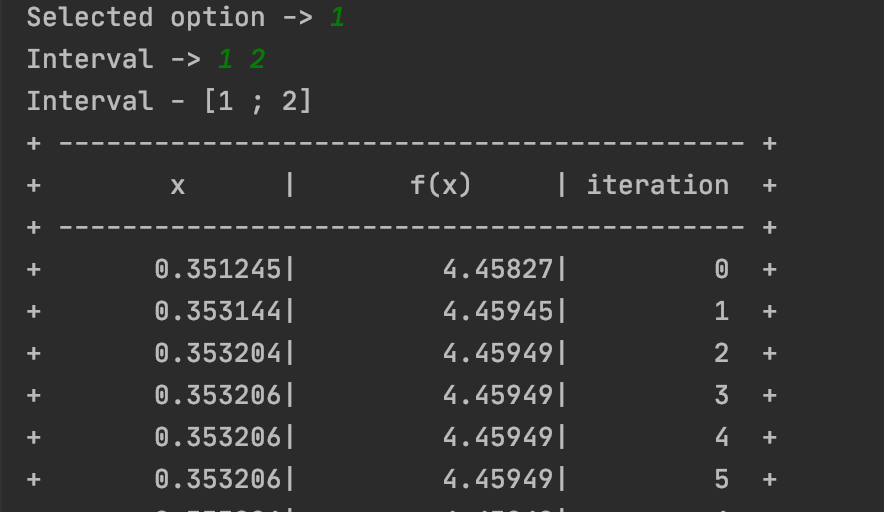 Selected option -> 1
Interval -> 1 2
Interval - [1 ; 2]
+ ------------------------------------------- +
+        x      |       f(x)     | iteration  +
+ ------------------------------------------- +
+       0.351245|         4.45827|         0  +
+       0.353144|         4.45945|         1  +
+       0.353204|         4.45949|         2  +
+       0.353206|         4.45949|         3  +
+       0.353206|         4.45949|         4  +
+       0.353206|         4.45949|         5  +